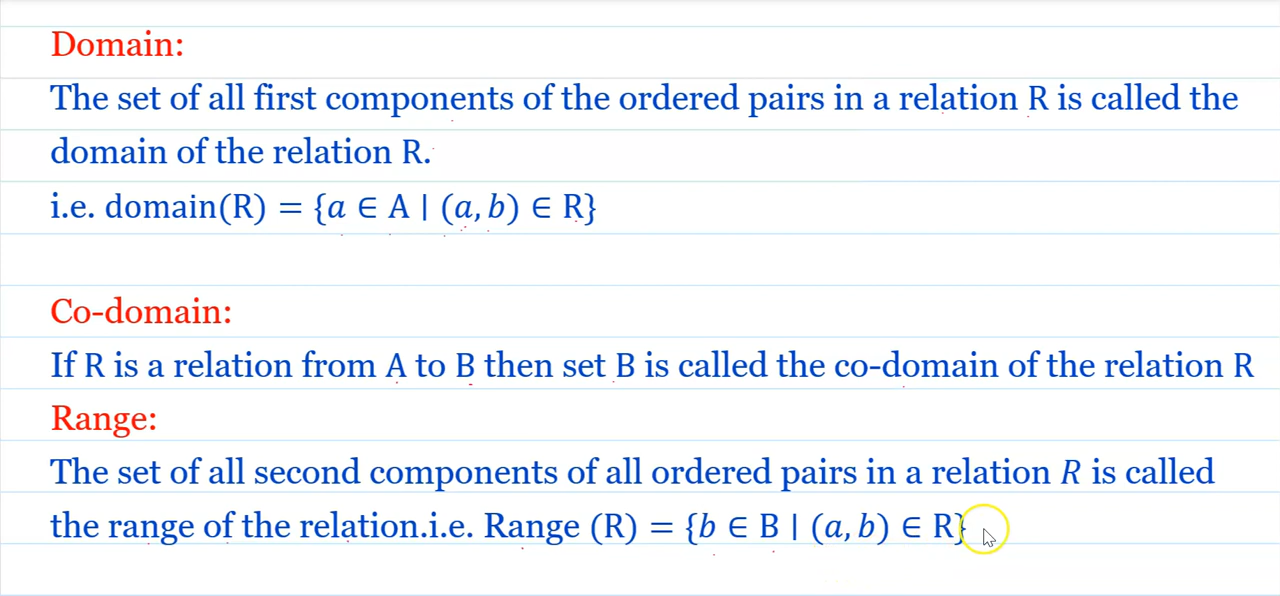 Domain:
The set of all first components of the ordered pairs in a relation R is called the
domain of the relation R.
i.e. domain(R) = {a ∈ A | (a, b) ∈ R}
Co-domain:
If R is a relation from A to B then set B is called the co-domain of the relation R
Range:
The set of all second components of all ordered pairs in a relation R is called
the range of the relation.i.e. Range (R) = {b ∈ B | (a, b) ∈ R}